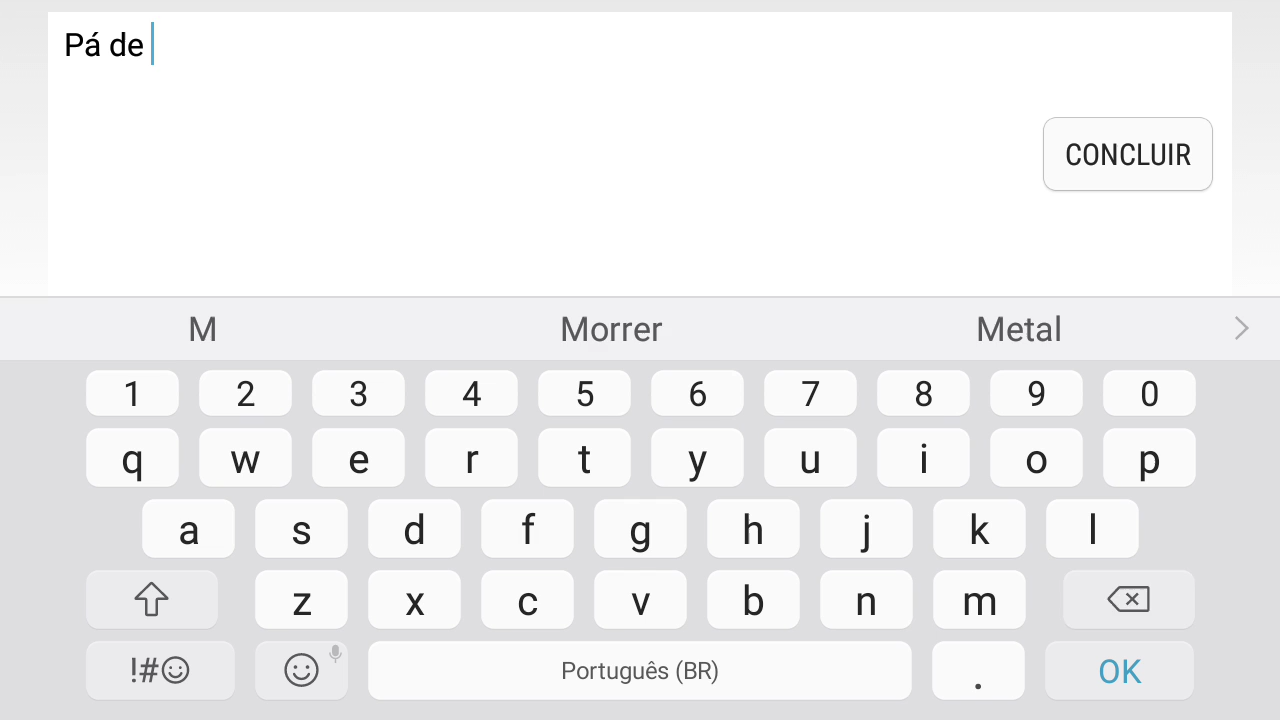 Pá de
CONCLUIR
M Morrer Metal
1 2 3 4 5 6 7 8 9 0
q w e r t y u i o p
a s d f g h j k l
z x c v b n m
!#☺ Português (BR) . OK